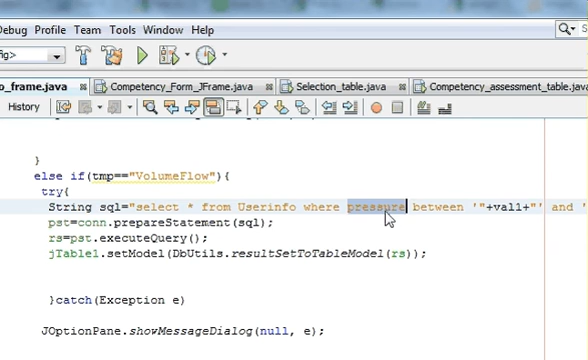 Debug Profile Team Tools Window Help
g>
o_frame.java Competency_Form_JFrame.java Selection_table.java Competency_assessment_table.java
History
}
else if(tmp=="VolumeFlow"){
try{
String sql="select * from Userinfo where pressure between '"+val1+"' and '
pst=conn.prepareStatement(sql);
rs=pst.executeQuery();
jTable1.setModel(DbUtils.resultSetToTableModel(rs));
}catch(Exception e)
JOptionPane.showMessageDialog(null, e);